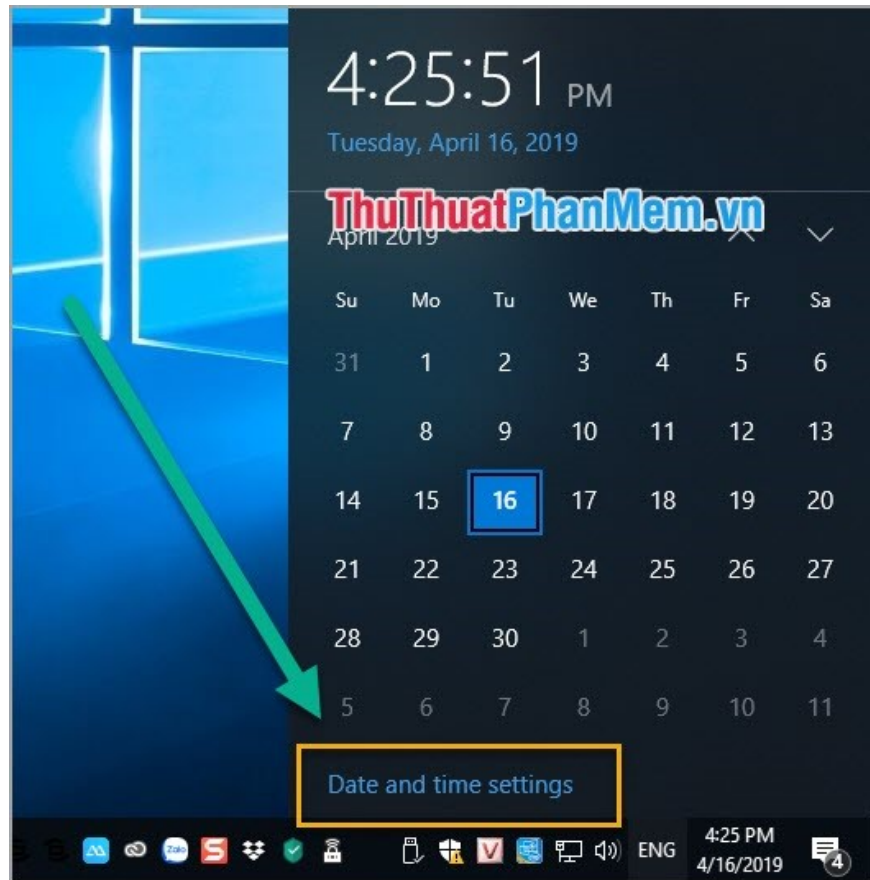 4:25:51 PM
Tuesday, April 16, 2019
ThuThuatPhanMem.vn
April 2019
Su Mo Tu We Th Fr Sa
31 1 2 3 4 5 6
7 8 9 10 11 12 13
14 15 16 17 18 19 20
21 22 23 24 25 26 27
28 29 30 1 2 3 4
5 6 7 8 9 10 11
Date and time settings
Zalo S V ENG 4:25 PM
4/16/2019 4